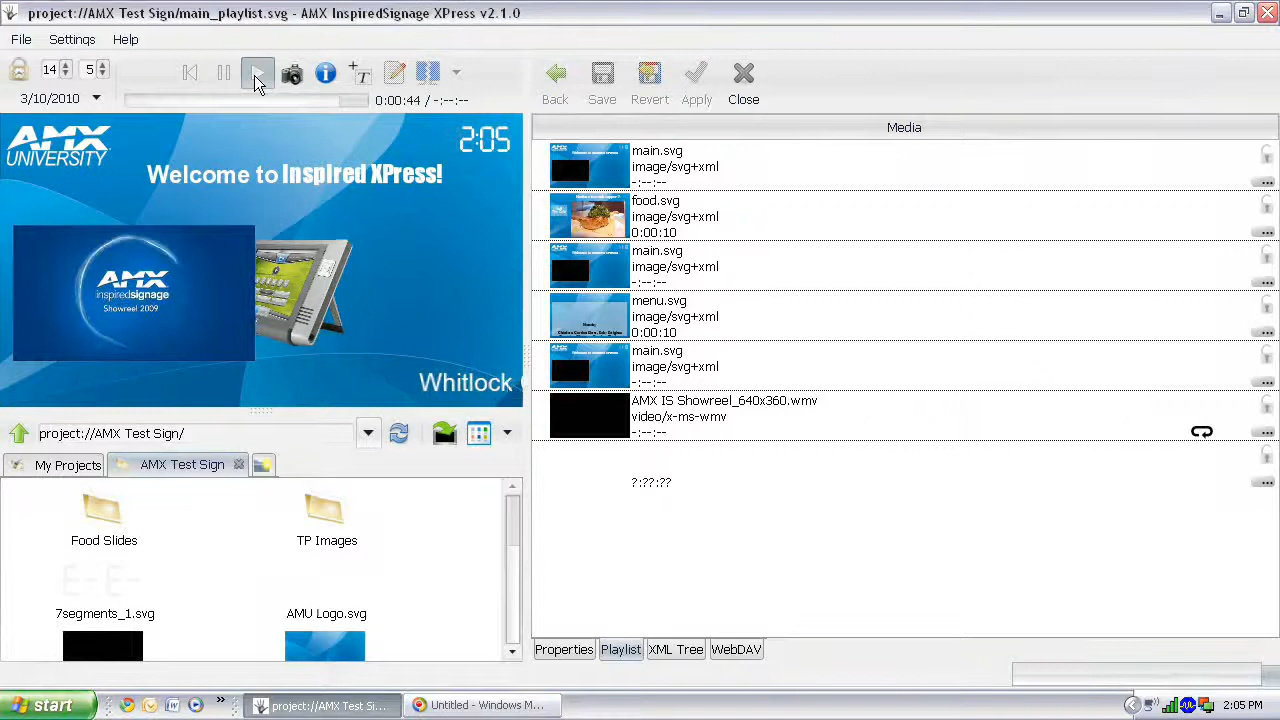 project://AMX Test Sign/main_playlist.svg - AMX InspiredSignage XPress v2.1.0
File Settings Help
14 5
3/10/2010
0:00:44 / -:--:--
Back Save Revert Apply Close
AMX
UNIVERSITY
2:05
Welcome to Inspired XPress!
AMX
inspiredsignage
Showreel 2009
Whitlock
Media
main.svg
image/svg+xml
-:--:--
food.svg
image/svg+xml
0:00:10
main.svg
image/svg+xml
-:--:--
menu.svg
image/svg+xml
0:00:10
main.svg
image/svg+xml
-:--:--
AMX IS Showreel_640x360.wmv
video/x-ms-wmv
-:--:--
?:??:??
project://AMX Test Sign/
My Projects AMX Test Sign
Food Slides TP Images
7segments_1.svg AMU Logo.svg
Properties Playlist XML Tree WebDAV
start project://AMX Test Si... Untitled - Windows M... 2:05 PM